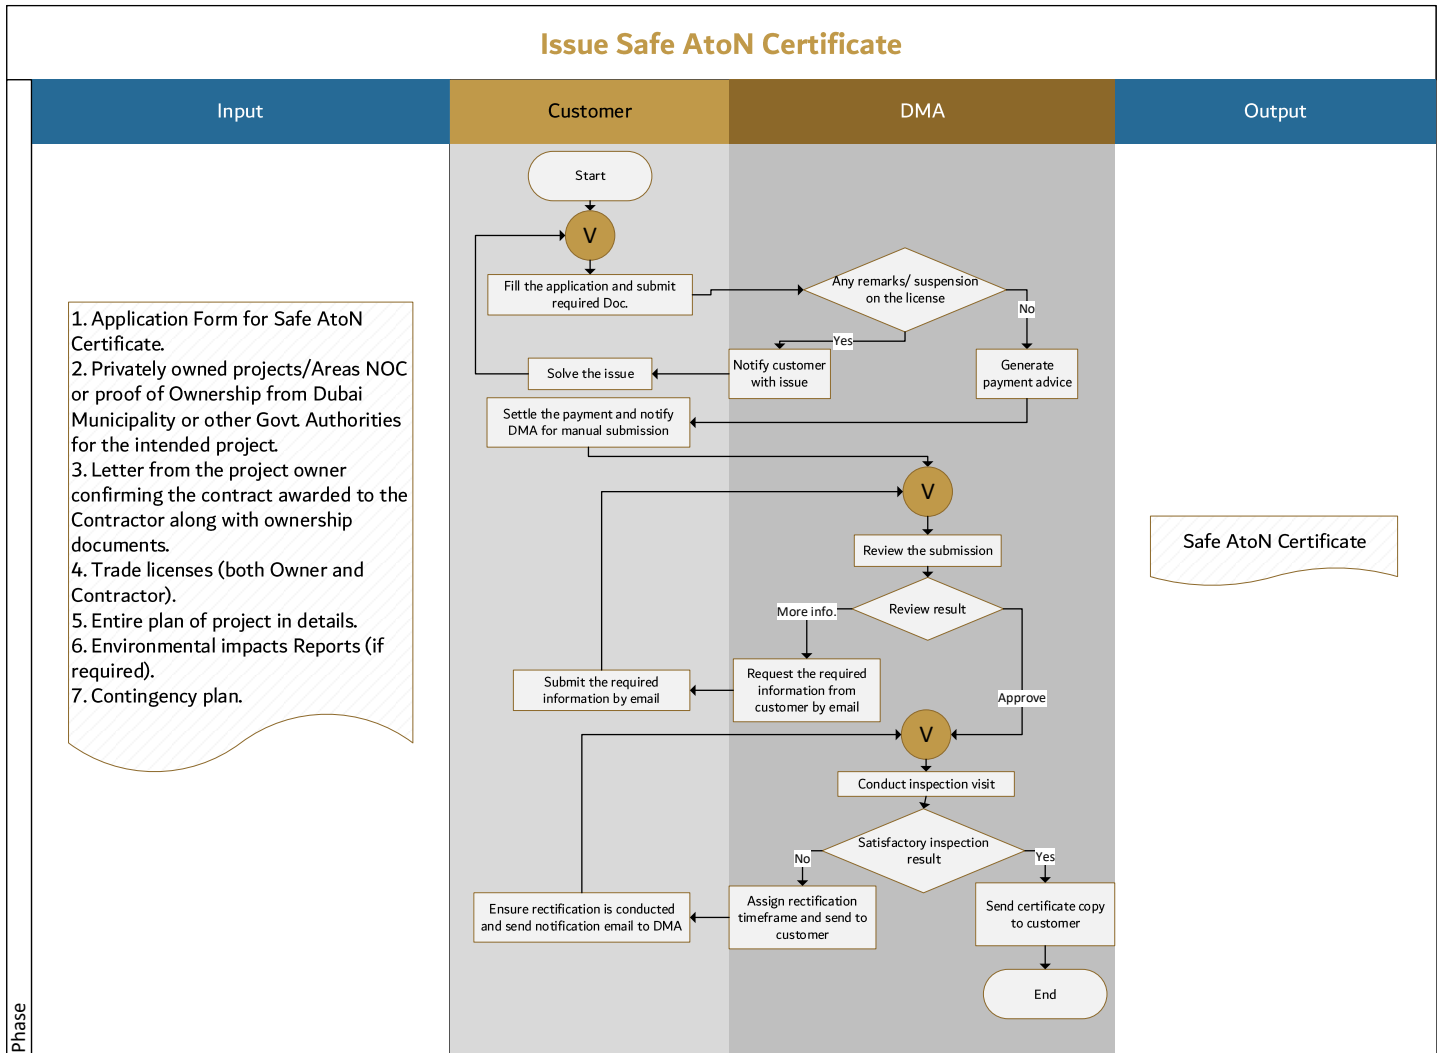 Issue Safe AtoN Certificate
Input
Customer
DMA
Output
Start
V
Fill the application and submit
required Doc.
Any remarks/ suspension
on the license
No
Yes
Solve the issue
Notify customer
with issue
Generate
payment advice
Settle the payment and notify
DMA for manual submission
1. Application Form for Safe AtoN
Certificate.
2. Privately owned projects/Areas NOC
or proof of Ownership from Dubai
Municipality or other Govt. Authorities
for the intended project.
3. Letter from the project owner
confirming the contract awarded to the
Contractor along with ownership
documents.
4. Trade licenses (both Owner and
Contractor).
5. Entire plan of project in details.
6. Environmental impacts Reports (if
required).
7. Contingency plan.
V
Review the submission
Safe AtoN Certificate
Review result
More info.
Submit the required
information by email
Request the required
information from
customer by email
Approve
V
Conduct inspection visit
Satisfactory inspection
result
No
Yes
Ensure rectification is conducted
and send notification email to DMA
Assign rectification
timeframe and send to
customer
Send certificate copy
to customer
End
Phase